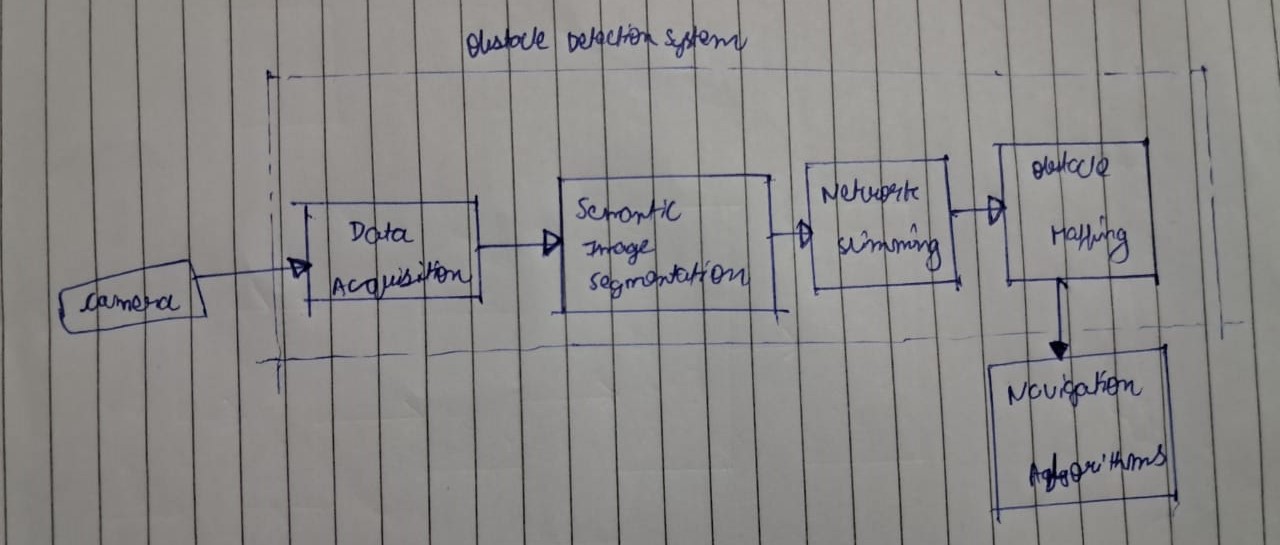 Obstacle Detection System
Camera
Data
Acquisition
Semantic
Image
segmentation
Network
slimming
Obstacle
Mapping
Navigation
Algorithms